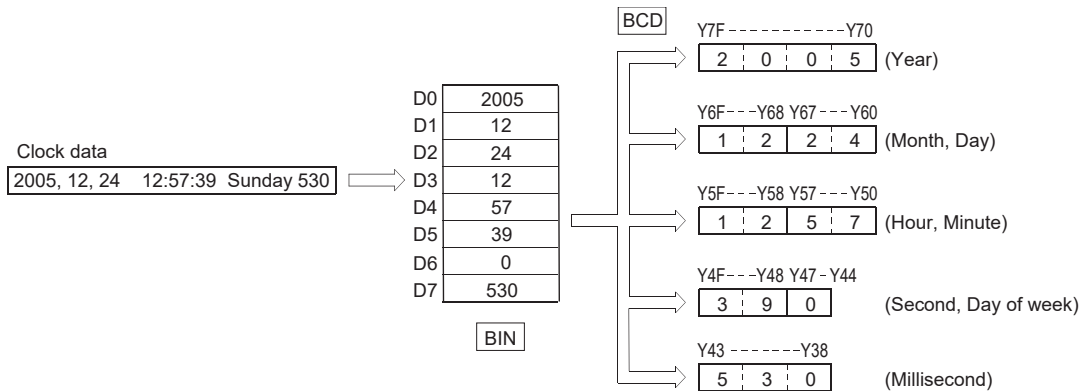 BCD
Y7F Y70
2 0 0 5 (Year)
Y6F Y68 Y67 Y60
1 2 2 4 (Month, Day)
Y5F Y58 Y57 Y50
1 2 5 7 (Hour, Minute)
Y4F Y48 Y47 Y44
3 9 0 (Second, Day of week)
Y43 Y38
5 3 0 (Millisecond)
Clock data
2005, 12, 24 12:57:39 Sunday 530
D0 2005
D1 12
D2 24
D3 12
D4 57
D5 39
D6 0
D7 530
BIN